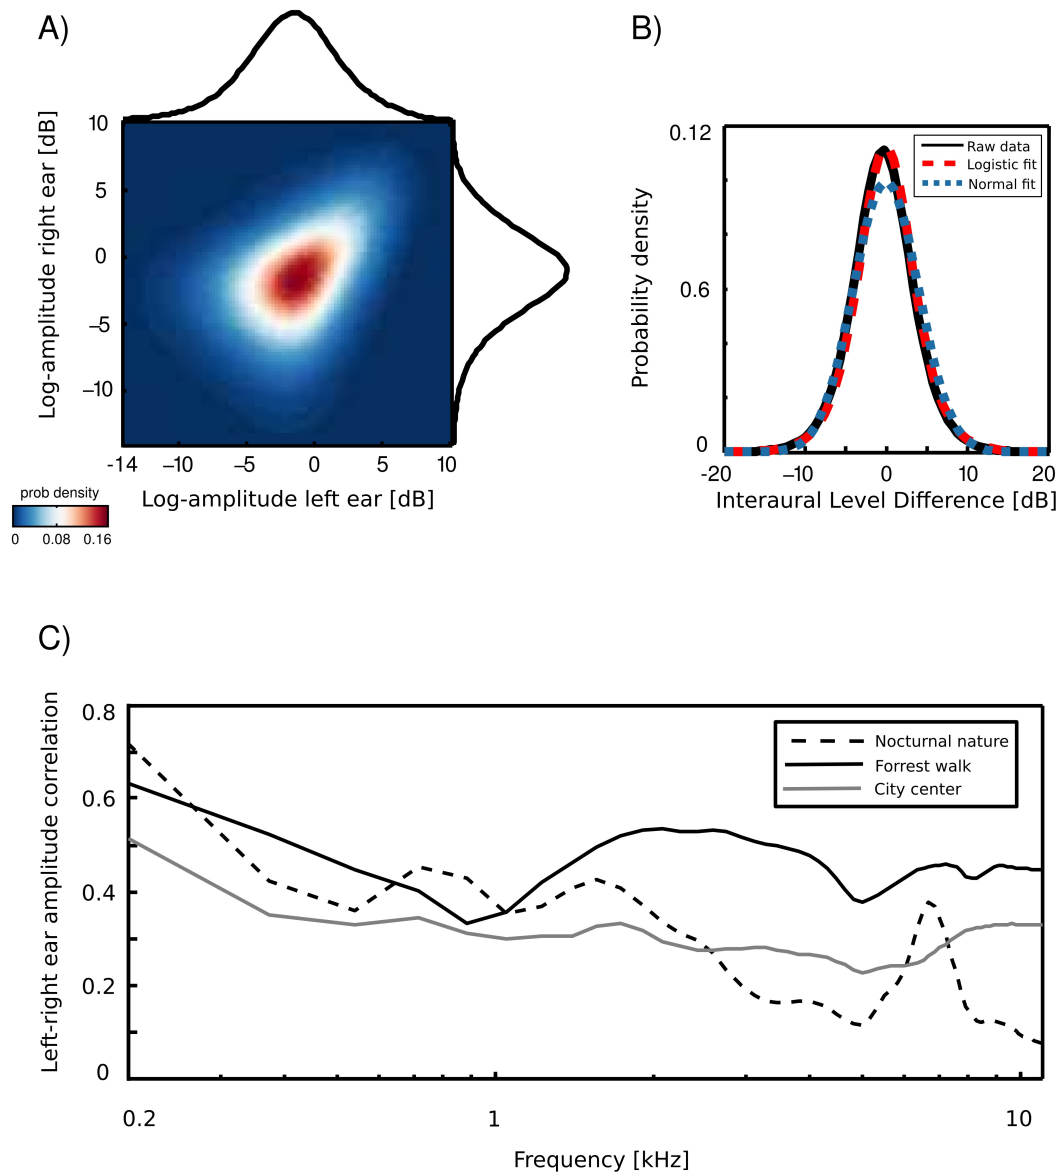 A)
10
5
0
−5
−10
Log-amplitude right ear [dB]
-14
−10
−5
0
5
10
Log-amplitude left ear [dB]
prob density
0
0.08
0.16
B)
0.12
0.6
0
Probability density
Raw data
Logistic fit
Normal fit
-20
−10
0
10
20
Interaural Level Difference [dB]
C)
0.8
0.6
0.4
0.2
0
Left-right ear amplitude correlation
Nocturnal nature
Forrest walk
City center
0.2
1
10
Frequency [kHz]